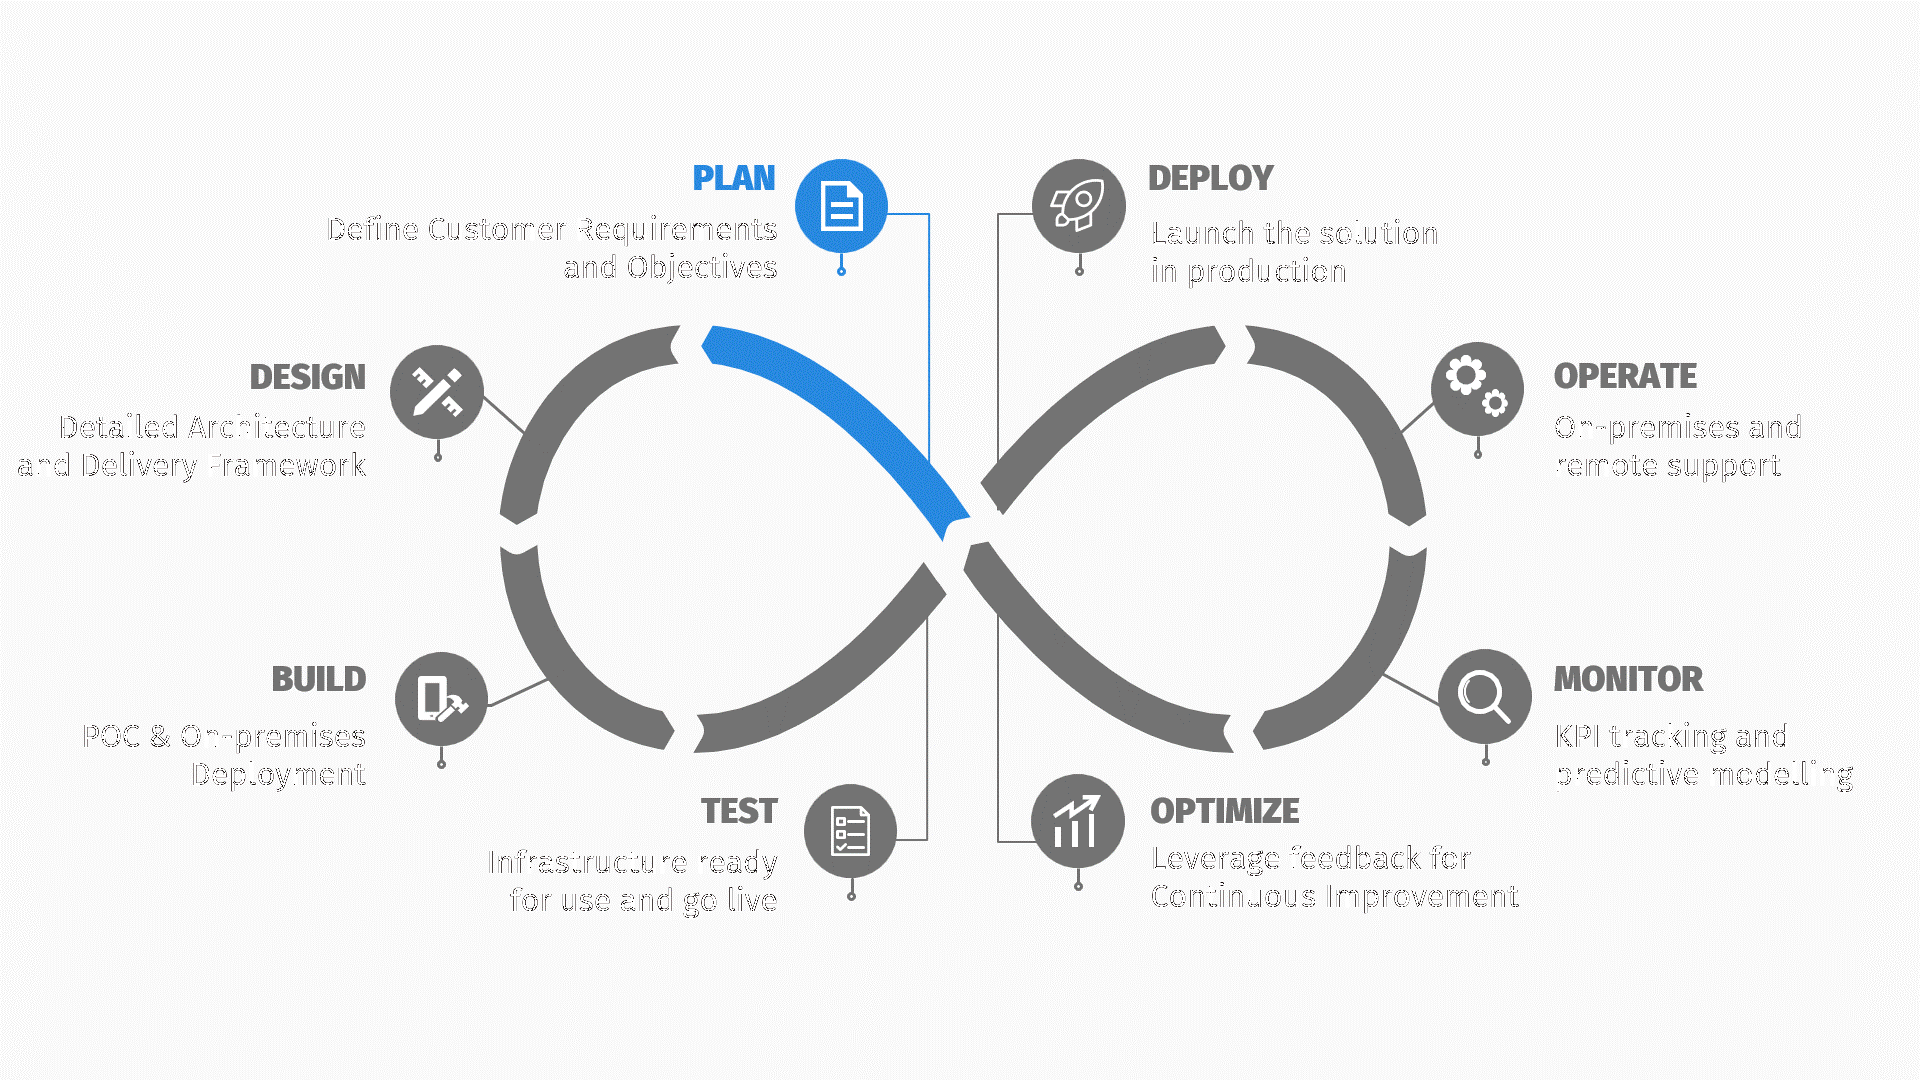 PLAN
Define Customer Requirements
and Objectives
DESIGN
Detailed Architecture
and Delivery Framework
BUILD
POC & On-premises
Deployment
TEST
Infrastructure ready
for use and go live
DEPLOY
Launch the solution
in production
OPERATE
On-premises and
remote support
MONITOR
KPI tracking and
predictive modelling
OPTIMIZE
Leverage feedback for
Continuous Improvement